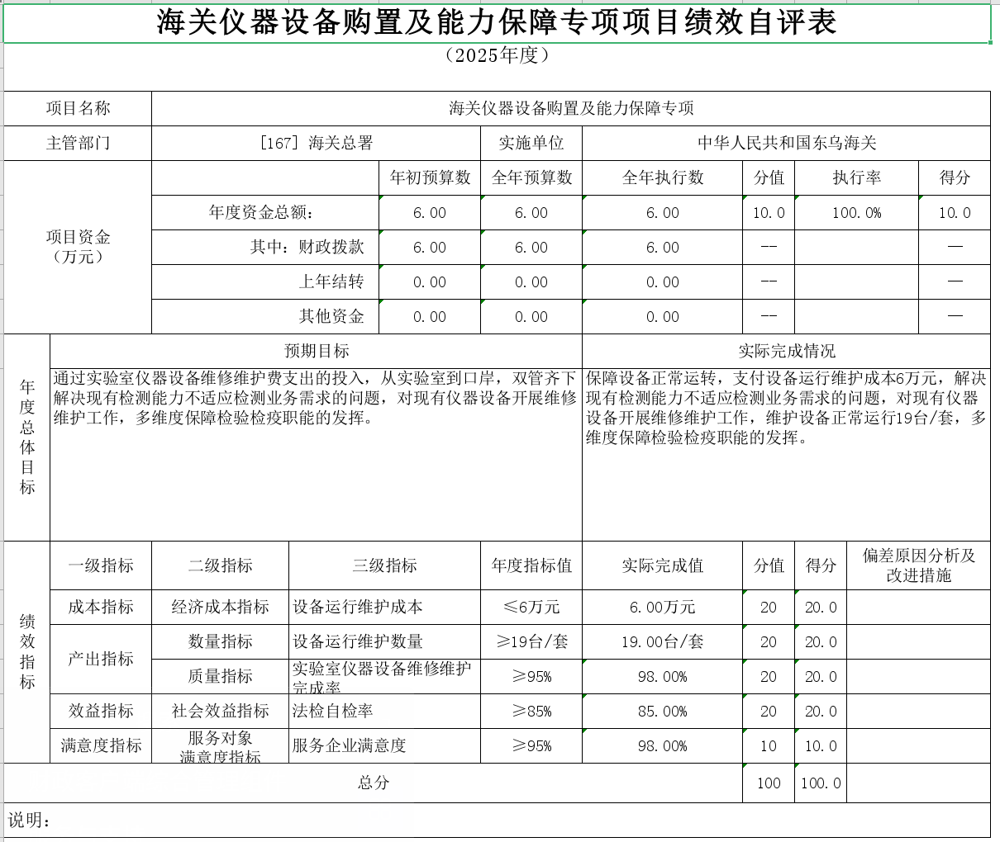 海关仪器设备购置及能力保障专项项目绩效自评表
（2025年度）
项目名称 海关仪器设备购置及能力保障专项
主管部门 [167] 海关总署 实施单位 中华人民共和国东乌海关
项目资金
（万元）
年初预算数 全年预算数 全年执行数 分值 执行率 得分
年度资金总额： 6.00 6.00 6.00 10.0 100.0% 10.0
其中：财政拨款 6.00 6.00 6.00 -- —
上年结转 0.00 0.00 0.00 -- —
其他资金 0.00 0.00 0.00 -- —
年度总体目标
预期目标 实际完成情况
通过实验室仪器设备维修维护费支出的投入，从实验室到口岸，双管齐下
解决现有检测能力不适应检测业务需求的问题，对现有仪器设备开展维修
维护工作，多维度保障检验检疫职能的发挥。
保障设备正常运转，支付设备运行维护成本6万元，解决
现有检测能力不适应检测业务需求的问题，对现有仪器
设备开展维修维护工作，维护设备正常运行19台/套，多
维度保障检验检疫职能的发挥。
绩效指标
一级指标 二级指标 三级指标 年度指标值 实际完成值 分值 得分 偏差原因分析及
改进措施
成本指标 经济成本指标 设备运行维护成本 ≤6万元 6.00万元 20 20.0
产出指标 数量指标 设备运行维护数量 ≥19台/套 19.00台/套 20 20.0
质量指标 实验室仪器设备维修维护
完成率 ≥95% 98.00% 20 20.0
效益指标 社会效益指标 法检自检率 ≥85% 85.00% 20 20.0
满意度指标 服务对象
满意度指标 服务企业满意度 ≥95% 98.00% 10 10.0
总分 100 100.0
说明：